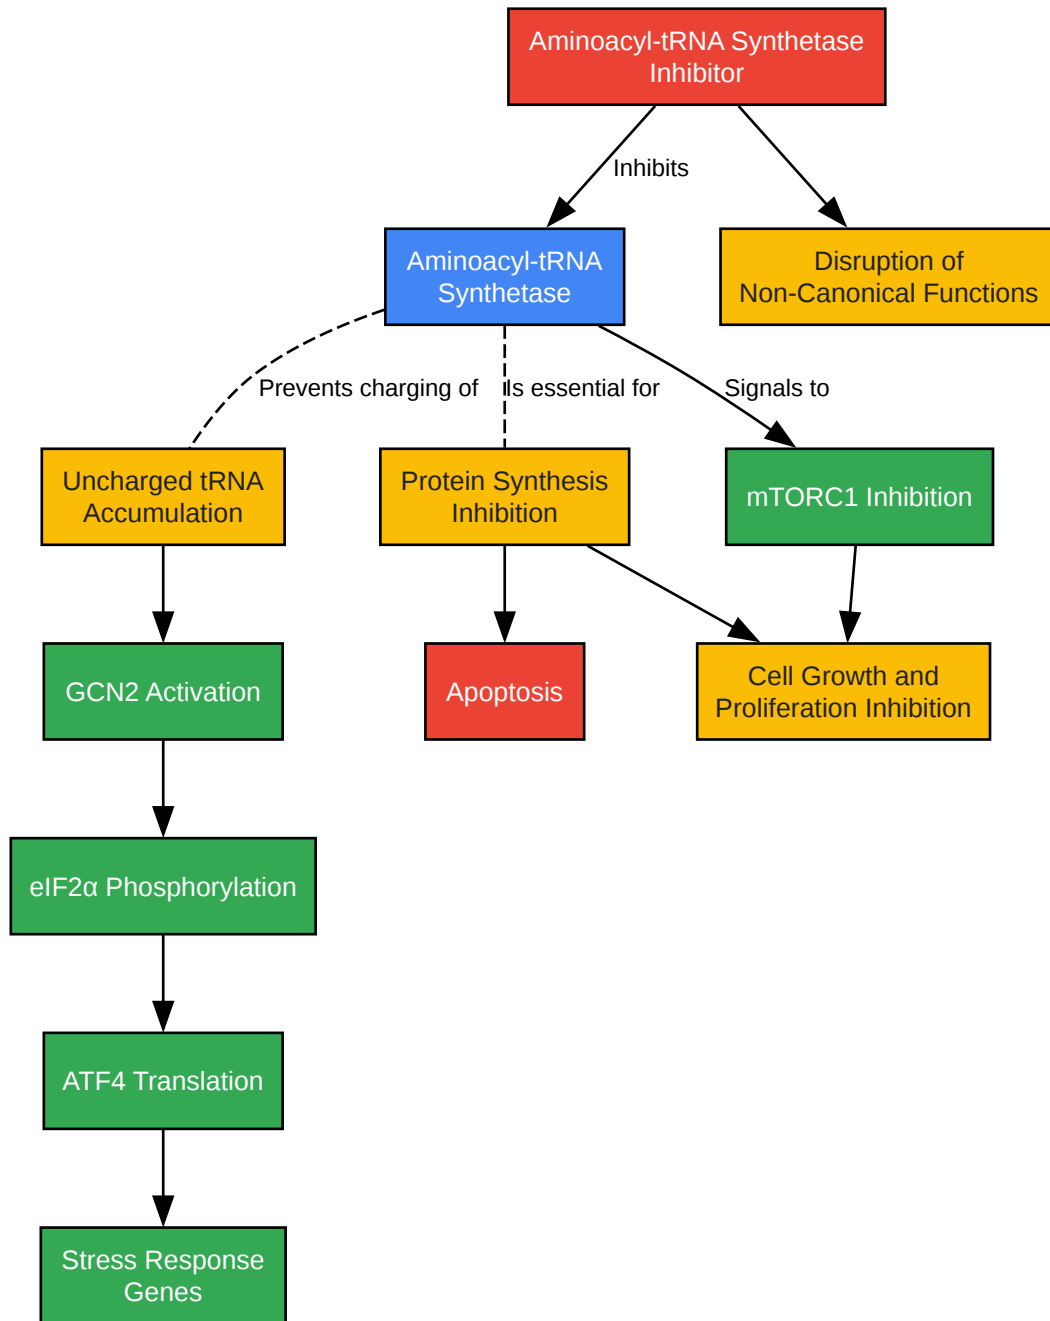 Aminoacyl-tRNA Synthetase
Inhibitor
Inhibits
Aminoacyl-tRNA
Synthetase
Disruption of
Non-Canonical Functions
Prevents charging of
Is essential for
Signals to
Uncharged tRNA
Accumulation
Protein Synthesis
Inhibition
mTORC1 Inhibition
GCN2 Activation
Apoptosis
Cell Growth and
Proliferation Inhibition
eIF2α Phosphorylation
ATF4 Translation
Stress Response
Genes